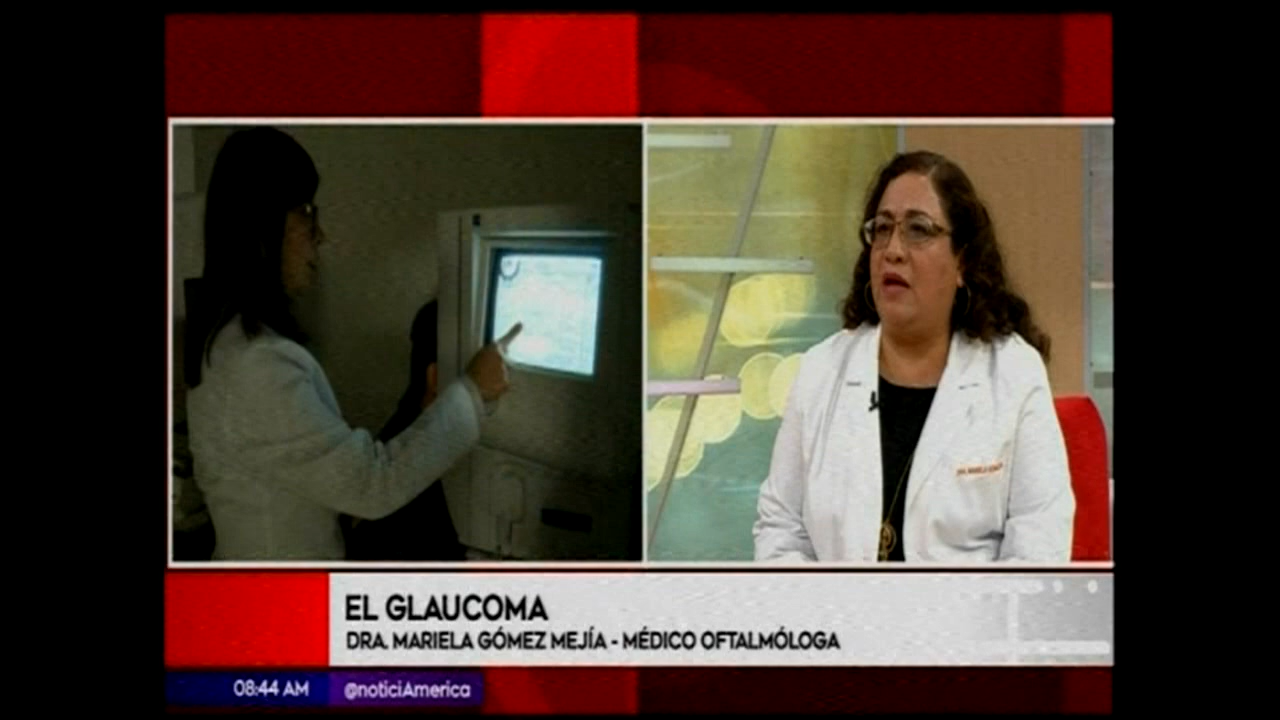 EL GLAUCOMA
DRA. MARIELA GÓMEZ MEJÍA - MÉDICO OFTALMÓLOGA
08:44 AM
@noticiAmerica